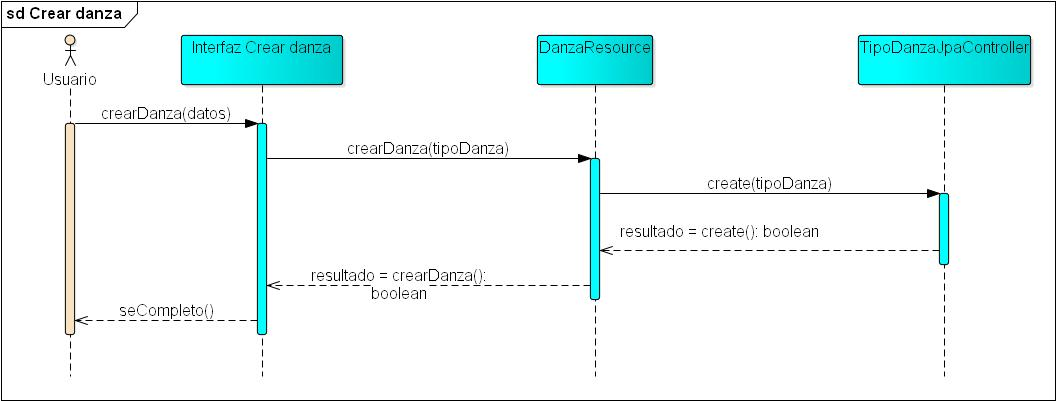 sd Crear danza
Usuario
Interfaz Crear danza
DanzaResource
TipoDanzaJpaController
crearDanza(datos)
crearDanza(tipoDanza)
create(tipoDanza)
resultado = create(): boolean
resultado = crearDanza():
boolean
seCompleto()